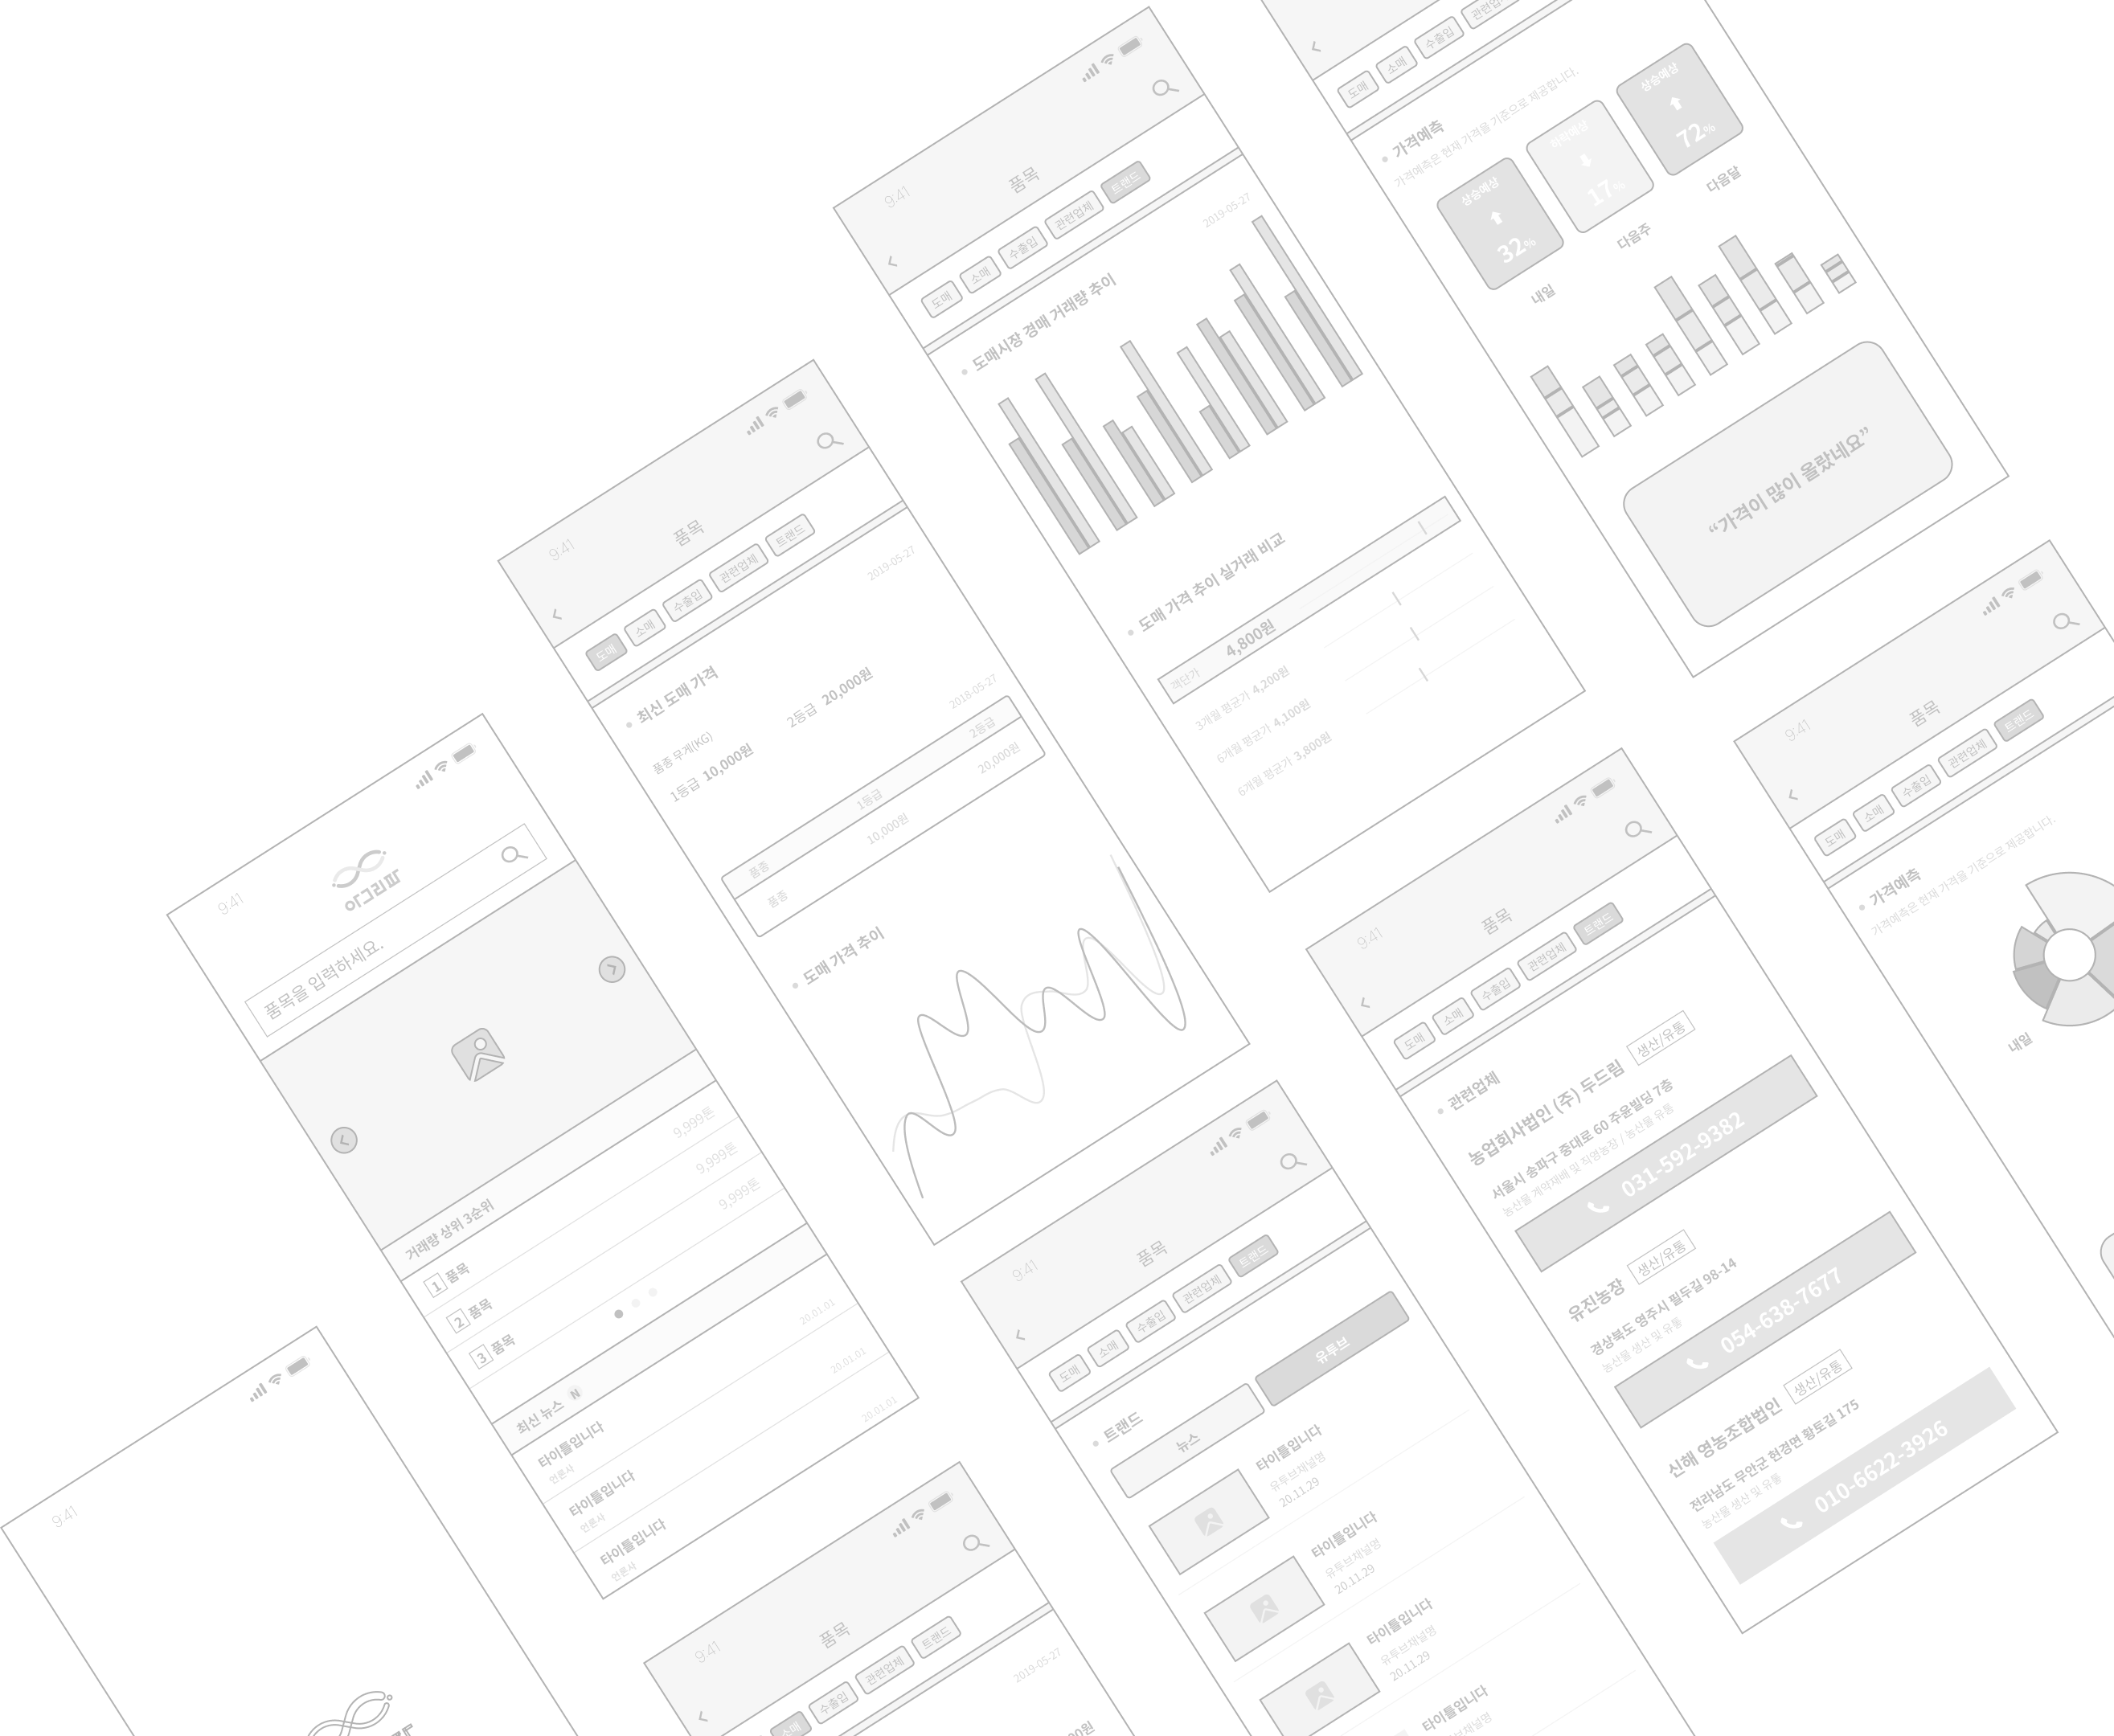 9:41
9:41
아그리파
품목을 입력하세요.
거래량 상위 3순위
1 품목 9,999톤
2 품목 9,999톤
3 품목 9,999톤
최신 뉴스 N
타이틀입니다
언론사 20.01.01
타이틀입니다
언론사 20.01.01
타이틀입니다
언론사 20.01.01
9:41
품목
도매 소매 수출입 관련업체 트랜드
2019-05-27
최신 도매 가격
품종 무게(KG)
1등급 10,000원 2등급 20,000원
2018-05-27
품종 1등급 2등급
품종 10,000원 20,000원
도매 가격 추이
9:41
품목
도매 소매 수출입 관련업체 트랜드
2019-05-27
도매시장 경매 거래량 추이
도매 가격 추이 실거래 비교
객단가 4,800원
3개월 평균가 4,200원
6개월 평균가 4,100원
6개월 평균가 3,800원
도매 소매 수출입
가격예측
가격예측은 현재 가격을 기준으로 제공합니다.
상승예상 32% 내일
하락예상 17% 다음주
상승예상 72% 다음달
“가격이 많이 올랐네요”
9:41
품목
소매 수출입 관련업체 트랜드
2019-05-27
9:41
품목
도매 소매 수출입 관련업체 트랜드
트랜드
뉴스 유투브
타이틀입니다
유투브채널명
20.11.29
타이틀입니다
유투브채널명
20.11.29
타이틀입니다
유투브채널명
20.11.29
타이틀입니다
9:41
품목
도매 소매 수출입 관련업체 트랜드
관련업체
농업회사법인 (주) 두드림 생산/유통
서울시 송파구 중대로 60 주윤빌딩 7층
농산물 계약재배 및 직영농장 / 농산물 유통
031-592-9382
유진농장 생산/유통
경상북도 영주시 필두길 98-14
농산물 생산 및 유통
054-638-7677
신해 영농조합법인 생산/유통
전라남도 무안군 현경면 황토길 175
농산물 생산 및 유통
010-6622-3926
9:41
품목
도매 소매 수출입 관련업체 트랜드
가격예측
가격예측은 현재 가격을 기준으로 제공합니다.
내일